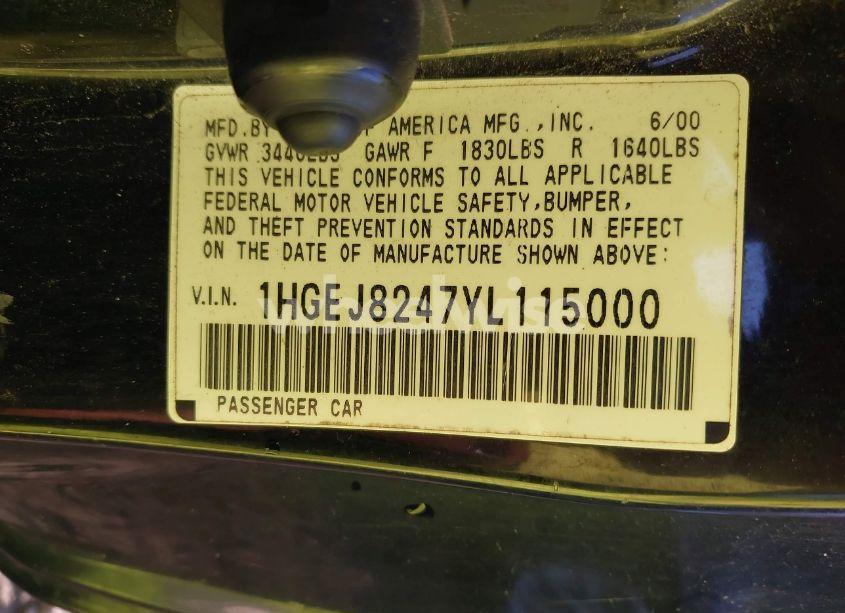 MFD.BY AMERICA MFG.,INC. 6/00
GVWR 3440LBS GAWR F 1830LBS R 1640LBS
THIS VEHICLE CONFORMS TO ALL APPLICABLE
FEDERAL MOTOR VEHICLE SAFETY,BUMPER,
AND THEFT PREVENTION STANDARDS IN EFFECT
ON THE DATE OF MANUFACTURE SHOWN ABOVE:
V.I.N. 1HGEJ8247YL115000
PASSENGER CAR